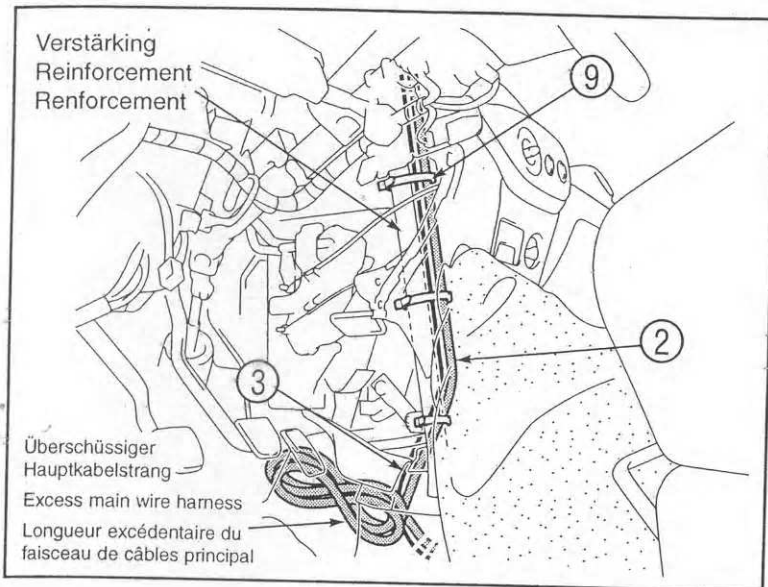 Verstärking
Reinforcement
Renforcement
9
2
3
Überschüssiger
Hauptkabelstrang
Excess main wire harness
Longueur excédentaire du
faisceau de câbles principal